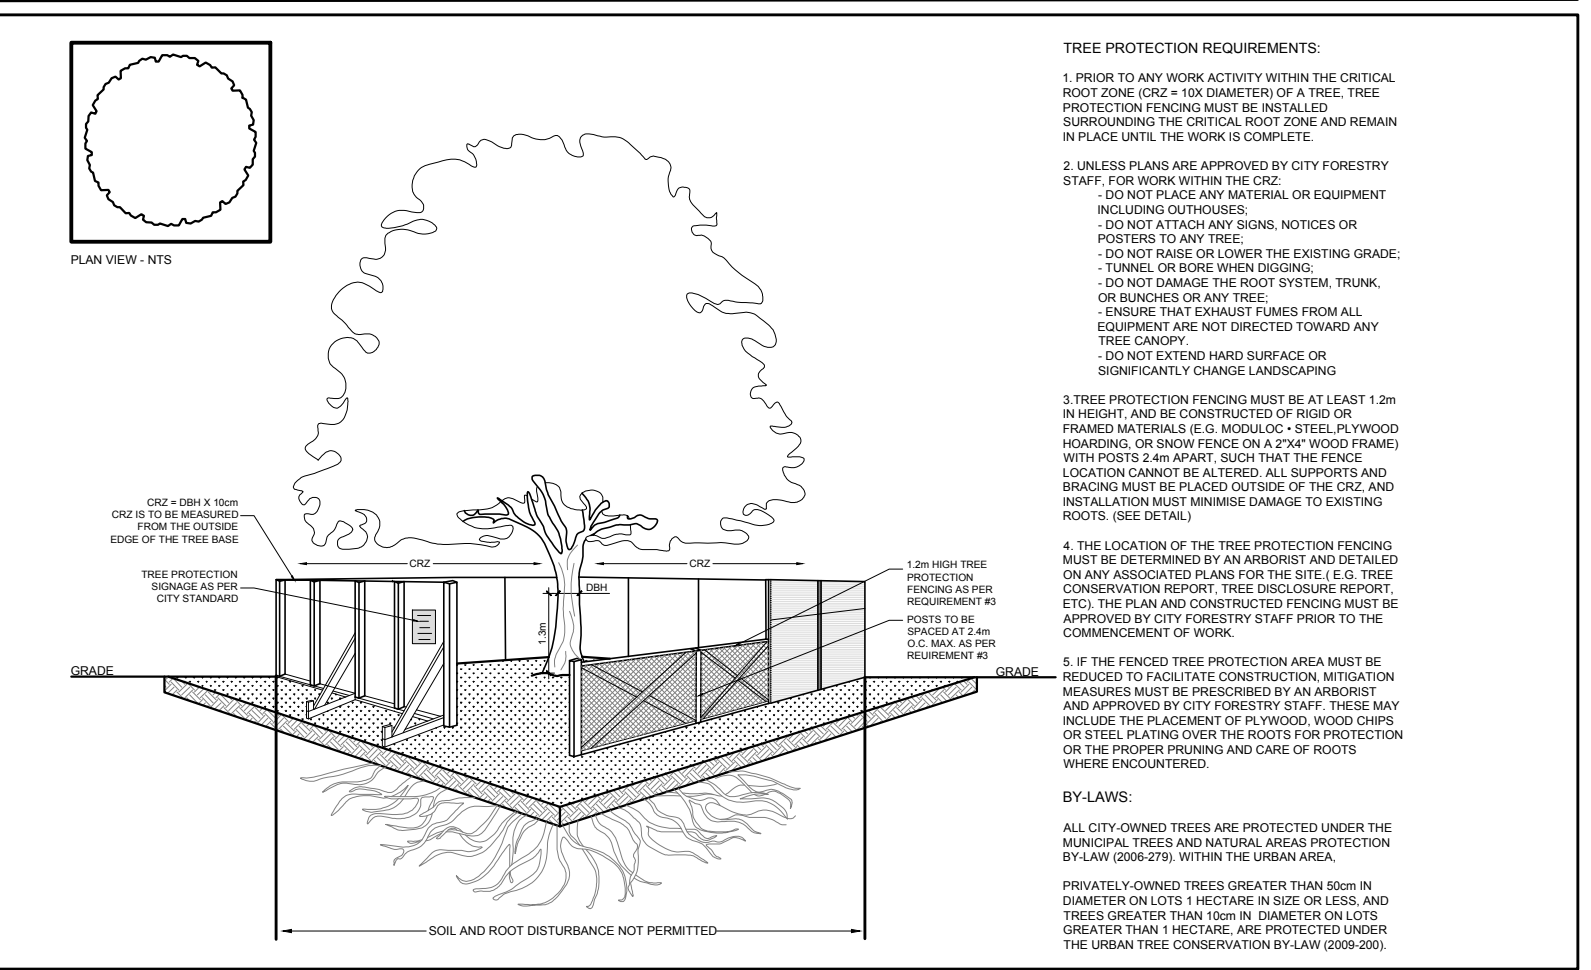 PLAN VIEW - NTS
CRZ = DBH X 10cm
CRZ IS TO BE MEASURED
FROM THE OUTSIDE
EDGE OF THE TREE BASE
TREE PROTECTION
SIGNAGE AS PER
CITY STANDARD
GRADE
CRZ
CRZ
DBH
1.3m
1.2m HIGH TREE
PROTECTION
FENCING AS PER
REQUIREMENT #3
POSTS TO BE
SPACED AT 2.4m
O.C. MAX. AS PER
REUIREMENT #3
GRADE
SOIL AND ROOT DISTURBANCE NOT PERMITTED
TREE PROTECTION REQUIREMENTS:
1. PRIOR TO ANY WORK ACTIVITY WITHIN THE CRITICAL
ROOT ZONE (CRZ = 10X DIAMETER) OF A TREE, TREE
PROTECTION FENCING MUST BE INSTALLED
SURROUNDING THE CRITICAL ROOT ZONE AND REMAIN
IN PLACE UNTIL THE WORK IS COMPLETE.
2. UNLESS PLANS ARE APPROVED BY CITY FORESTRY
STAFF, FOR WORK WITHIN THE CRZ:
- DO NOT PLACE ANY MATERIAL OR EQUIPMENT
INCLUDING OUTHOUSES;
- DO NOT ATTACH ANY SIGNS, NOTICES OR
POSTERS TO ANY TREE;
- DO NOT RAISE OR LOWER THE EXISTING GRADE;
- TUNNEL OR BORE WHEN DIGGING;
- DO NOT DAMAGE THE ROOT SYSTEM, TRUNK,
OR BUNCHES OR ANY TREE;
- ENSURE THAT EXHAUST FUMES FROM ALL
EQUIPMENT ARE NOT DIRECTED TOWARD ANY
TREE CANOPY.
- DO NOT EXTEND HARD SURFACE OR
SIGNIFICANTLY CHANGE LANDSCAPING
3.TREE PROTECTION FENCING MUST BE AT LEAST 1.2m
IN HEIGHT, AND BE CONSTRUCTED OF RIGID OR
FRAMED MATERIALS (E.G. MODULOC • STEEL,PLYWOOD
HOARDING, OR SNOW FENCE ON A 2"X4" WOOD FRAME)
WITH POSTS 2.4m APART, SUCH THAT THE FENCE
LOCATION CANNOT BE ALTERED. ALL SUPPORTS AND
BRACING MUST BE PLACED OUTSIDE OF THE CRZ, AND
INSTALLATION MUST MINIMISE DAMAGE TO EXISTING
ROOTS. (SEE DETAIL)
4. THE LOCATION OF THE TREE PROTECTION FENCING
MUST BE DETERMINED BY AN ARBORIST AND DETAILED
ON ANY ASSOCIATED PLANS FOR THE SITE.( E.G. TREE
CONSERVATION REPORT, TREE DISCLOSURE REPORT,
ETC). THE PLAN AND CONSTRUCTED FENCING MUST BE
APPROVED BY CITY FORESTRY STAFF PRIOR TO THE
COMMENCEMENT OF WORK.
5. IF THE FENCED TREE PROTECTION AREA MUST BE
REDUCED TO FACILITATE CONSTRUCTION, MITIGATION
MEASURES MUST BE PRESCRIBED BY AN ARBORIST
AND APPROVED BY CITY FORESTRY STAFF. THESE MAY
INCLUDE THE PLACEMENT OF PLYWOOD, WOOD CHIPS
OR STEEL PLATING OVER THE ROOTS FOR PROTECTION
OR THE PROPER PRUNING AND CARE OF ROOTS
WHERE ENCOUNTERED.
BY-LAWS:
ALL CITY-OWNED TREES ARE PROTECTED UNDER THE
MUNICIPAL TREES AND NATURAL AREAS PROTECTION
BY-LAW (2006-279). WITHIN THE URBAN AREA,
PRIVATELY-OWNED TREES GREATER THAN 50cm IN
DIAMETER ON LOTS 1 HECTARE IN SIZE OR LESS, AND
TREES GREATER THAN 10cm IN DIAMETER ON LOTS
GREATER THAN 1 HECTARE, ARE PROTECTED UNDER
THE URBAN TREE CONSERVATION BY-LAW (2009-200).